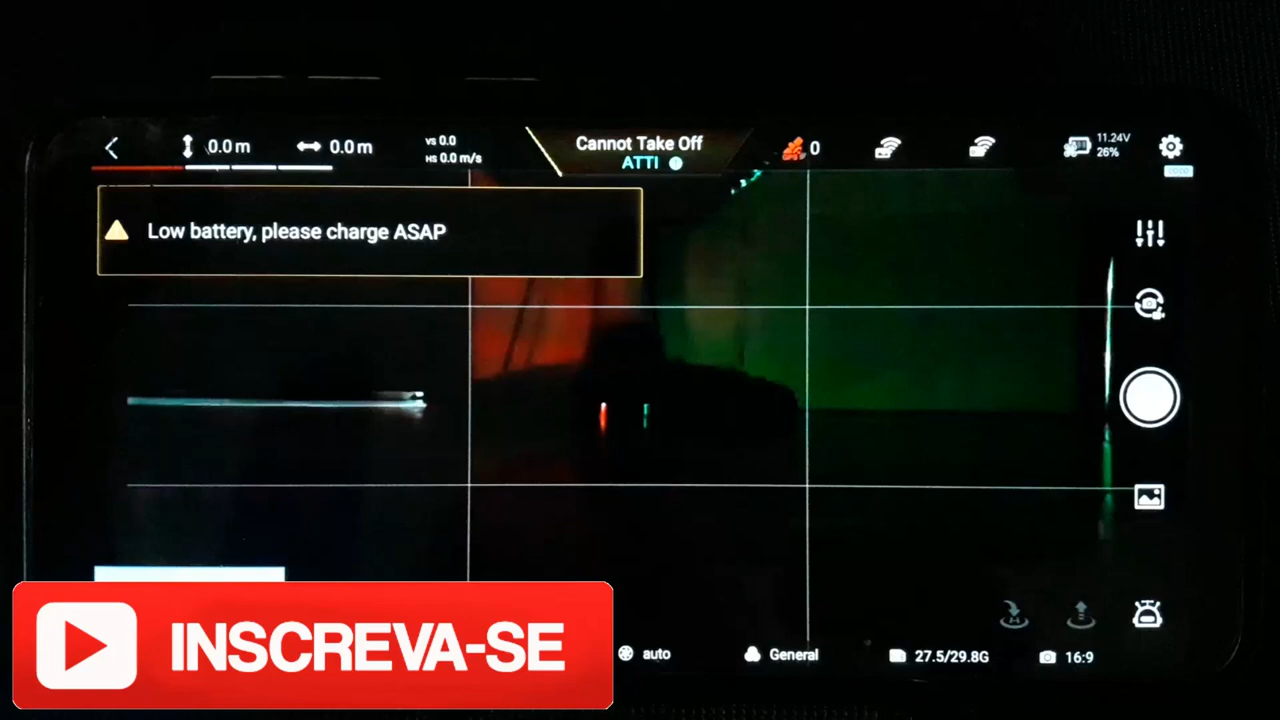 0.0 m
0.0 m
VS 0.0
HS 0.0 m/s
Cannot Take Off
ATTI
0
11.24V
26%
Low battery, please charge ASAP
INSCREVA-SE
auto
General
27.5/29.8G
16:9